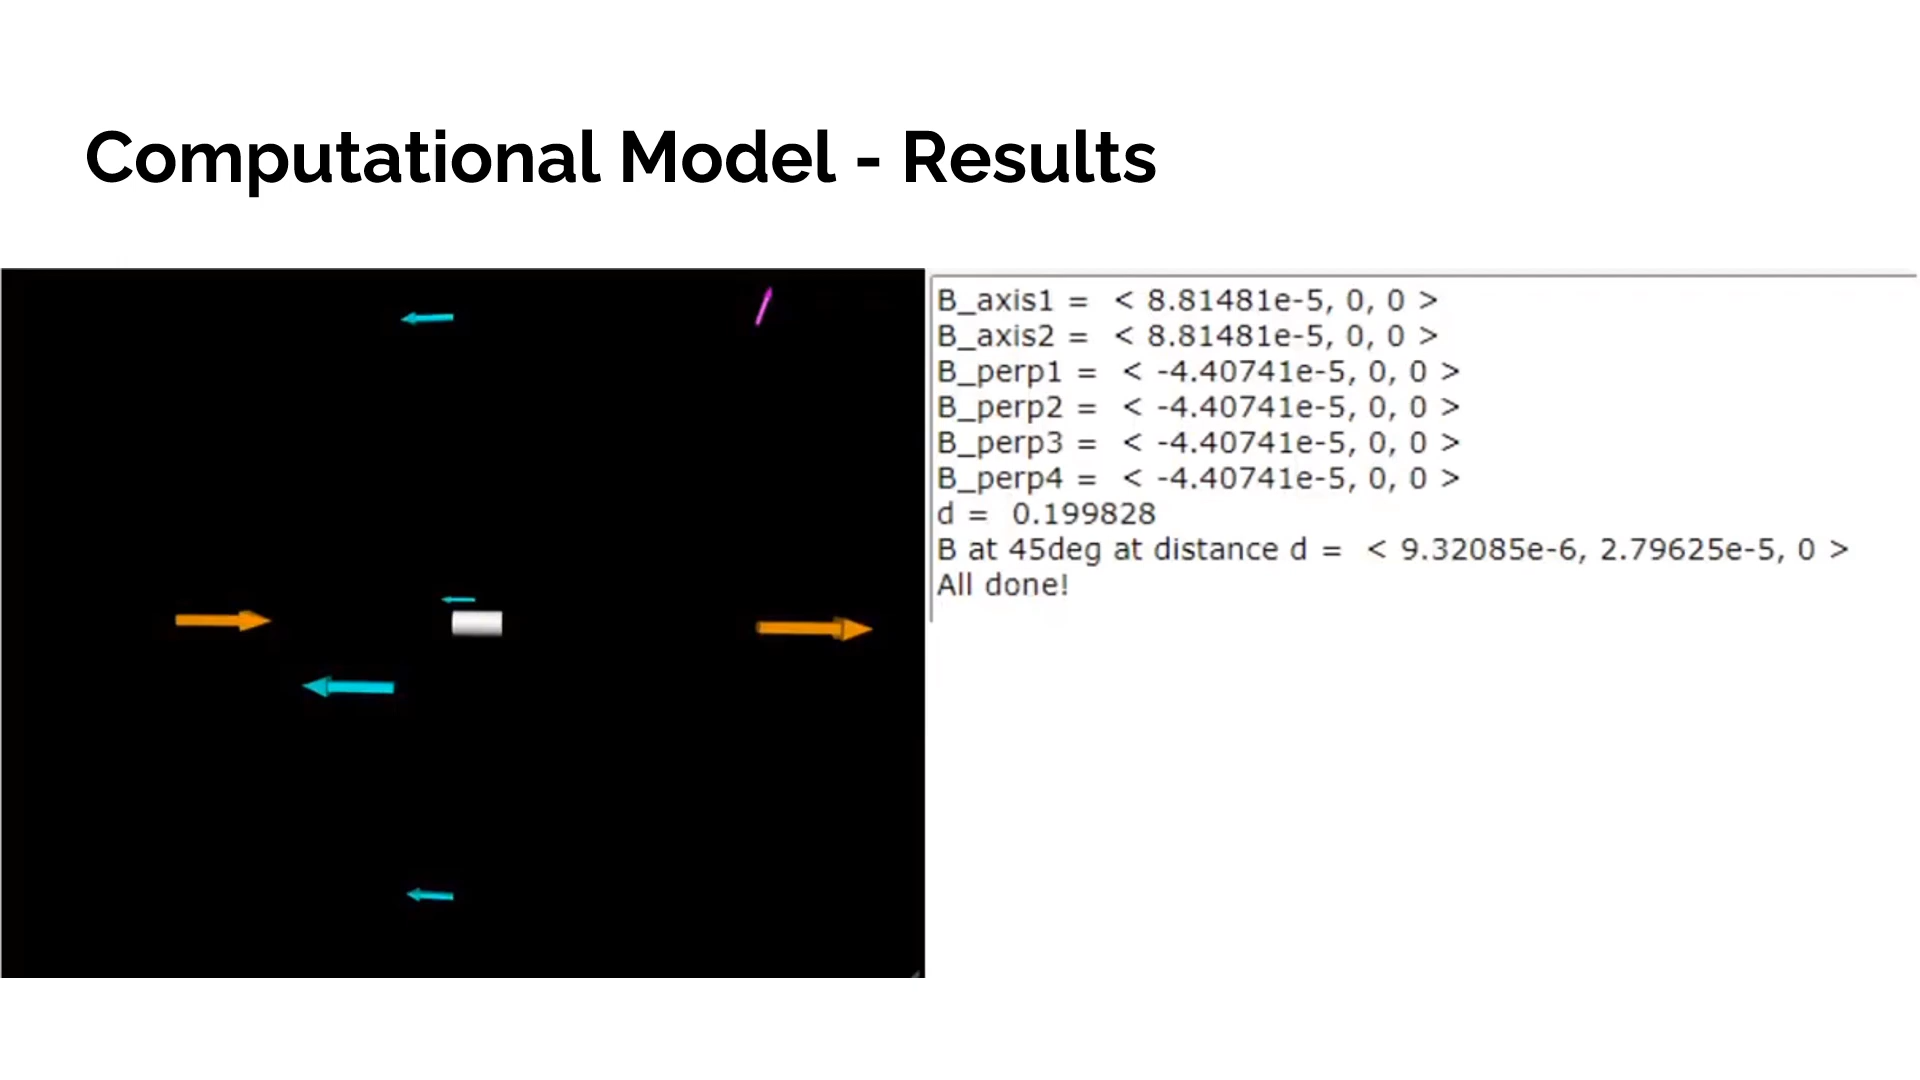 Computational Model - Results
B_axis1 = < 8.81481e-5, 0, 0 >
B_axis2 = < 8.81481e-5, 0, 0 >
B_perp1 = < -4.40741e-5, 0, 0 >
B_perp2 = < -4.40741e-5, 0, 0 >
B_perp3 = < -4.40741e-5, 0, 0 >
B_perp4 = < -4.40741e-5, 0, 0 >
d = 0.199828
B at 45deg at distance d = < 9.32085e-6, 2.79625e-5, 0 >
All done!